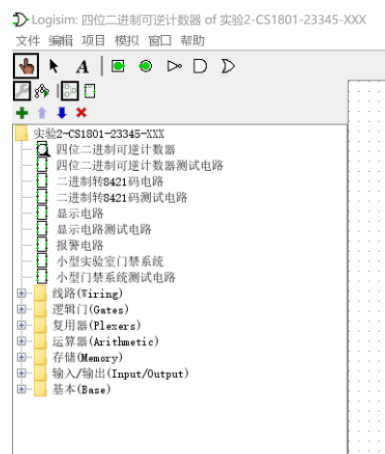 Logisim: 四位二进制可逆计数器 of 实验2-CS1801-23345-XXX
文件 编辑 项目 模拟 窗口 帮助
A
实验2-CS1801-23345-XXX
四位二进制可逆计数器
四位二进制可逆计数器测试电路
二进制转8421码电路
二进制转8421码测试电路
显示电路
显示电路测试电路
报警电路
小型实验室门禁系统
小型门禁系统测试电路
线路(Wiring)
逻辑门(Gates)
复用器(Plexers)
运算器(Arithmetic)
存储(Memory)
输入/输出(Input/Output)
基本(Base)